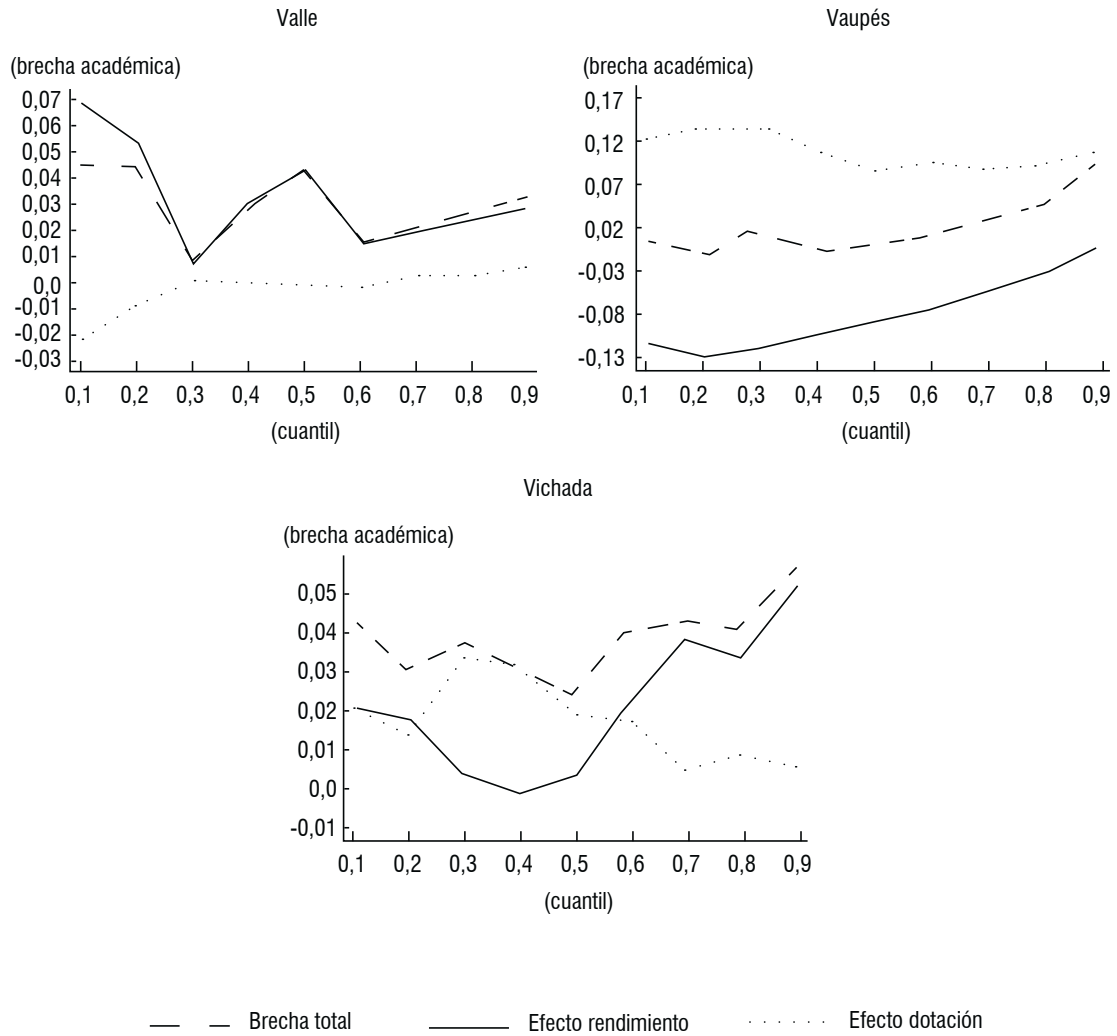 Valle
(brecha académica)
0,07
0,06
0,05
0,04
0,03
0,02
0,01
0,0
-0,01
-0,02
-0,03
0,1 0,2 0,3 0,4 0,5 0,6 0,7 0,8 0,9
(cuantil)
Vaupés
(brecha académica)
0,17
0,12
0,07
0,02
-0,03
-0,08
-0,13
0,1 0,2 0,3 0,4 0,5 0,6 0,7 0,8 0,9
(cuantil)
Vichada
(brecha académica)
0,05
0,04
0,03
0,02
0,01
0,0
-0,01
0,1 0,2 0,3 0,4 0,5 0,6 0,7 0,8 0,9
(cuantil)
Brecha total Efecto rendimiento Efecto dotación